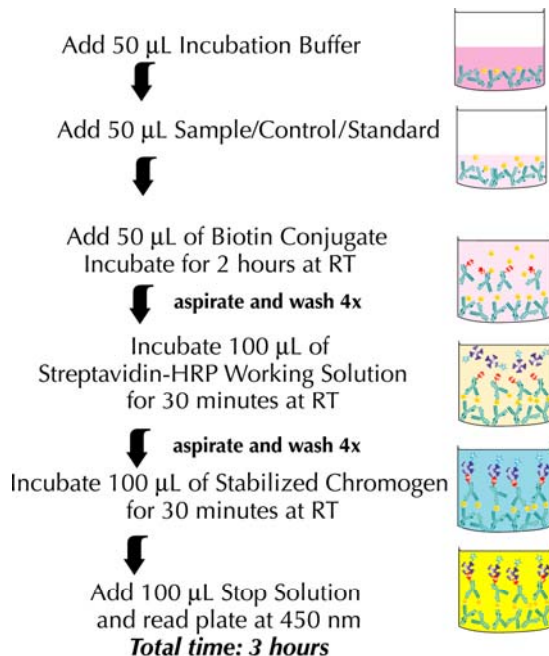 Add 50 µL Incubation Buffer
Add 50 µL Sample/Control/Standard
Add 50 µL of Biotin Conjugate
Incubate for 2 hours at RT
aspirate and wash 4x
Incubate 100 µL of
Streptavidin-HRP Working Solution
for 30 minutes at RT
aspirate and wash 4x
Incubate 100 µL of Stabilized Chromogen
for 30 minutes at RT
Add 100 µL Stop Solution
and read plate at 450 nm
Total time: 3 hours